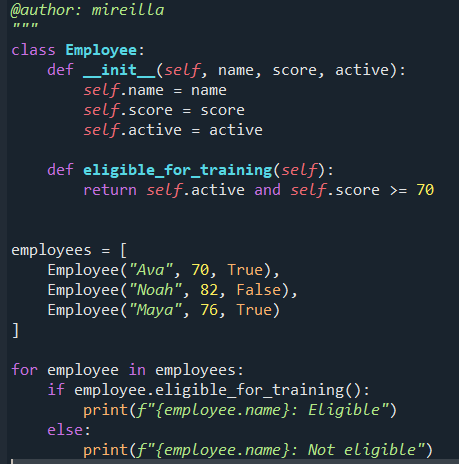 @author: mireilla
"""
class Employee:
    def __init__(self, name, score, active):
        self.name = name
        self.score = score
        self.active = active

    def eligible_for_training(self):
        return self.active and self.score >= 70


employees = [
    Employee("Ava", 70, True),
    Employee("Noah", 82, False),
    Employee("Maya", 76, True)
]

for employee in employees:
    if employee.eligible_for_training():
        print(f"{employee.name}: Eligible")
    else:
        print(f"{employee.name}: Not eligible")